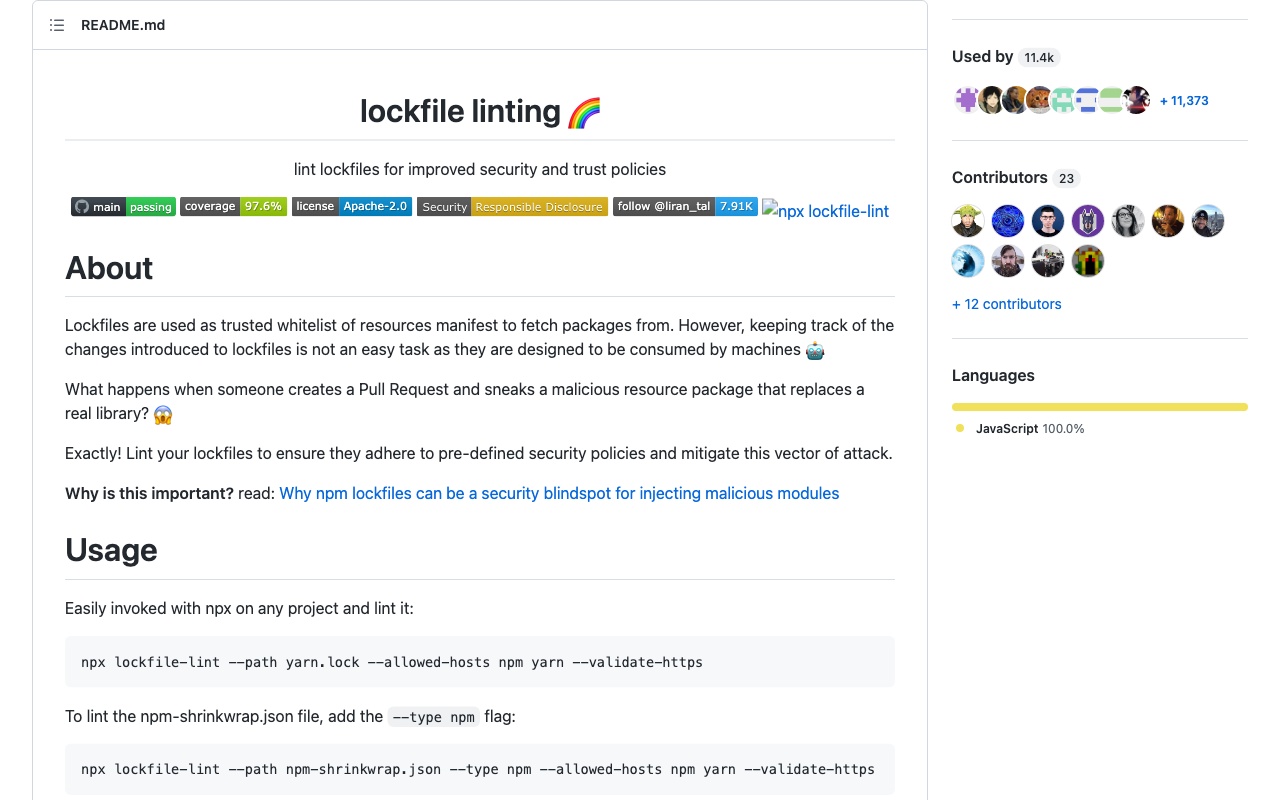 README.md
lockfile linting 🌈
lint lockfiles for improved security and trust policies
main passing coverage 97.6% license Apache-2.0 Security Responsible Disclosure follow @liran_tal 7.91K npx lockfile-lint
About
Lockfiles are used as trusted whitelist of resources manifest to fetch packages from. However, keeping track of the
changes introduced to lockfiles is not an easy task as they are designed to be consumed by machines 🤖
What happens when someone creates a Pull Request and sneaks a malicious resource package that replaces a
real library? 😱
Exactly! Lint your lockfiles to ensure they adhere to pre-defined security policies and mitigate this vector of attack.
Why is this important? read: Why npm lockfiles can be a security blindspot for injecting malicious modules
Usage
Easily invoked with npx on any project and lint it:
npx lockfile-lint --path yarn.lock --allowed-hosts npm yarn --validate-https
To lint the npm-shrinkwrap.json file, add the --type npm flag:
npx lockfile-lint --path npm-shrinkwrap.json --type npm --allowed-hosts npm yarn --validate-https
Used by 11.4k
+ 11,373
Contributors 23
+ 12 contributors
Languages
JavaScript 100.0%